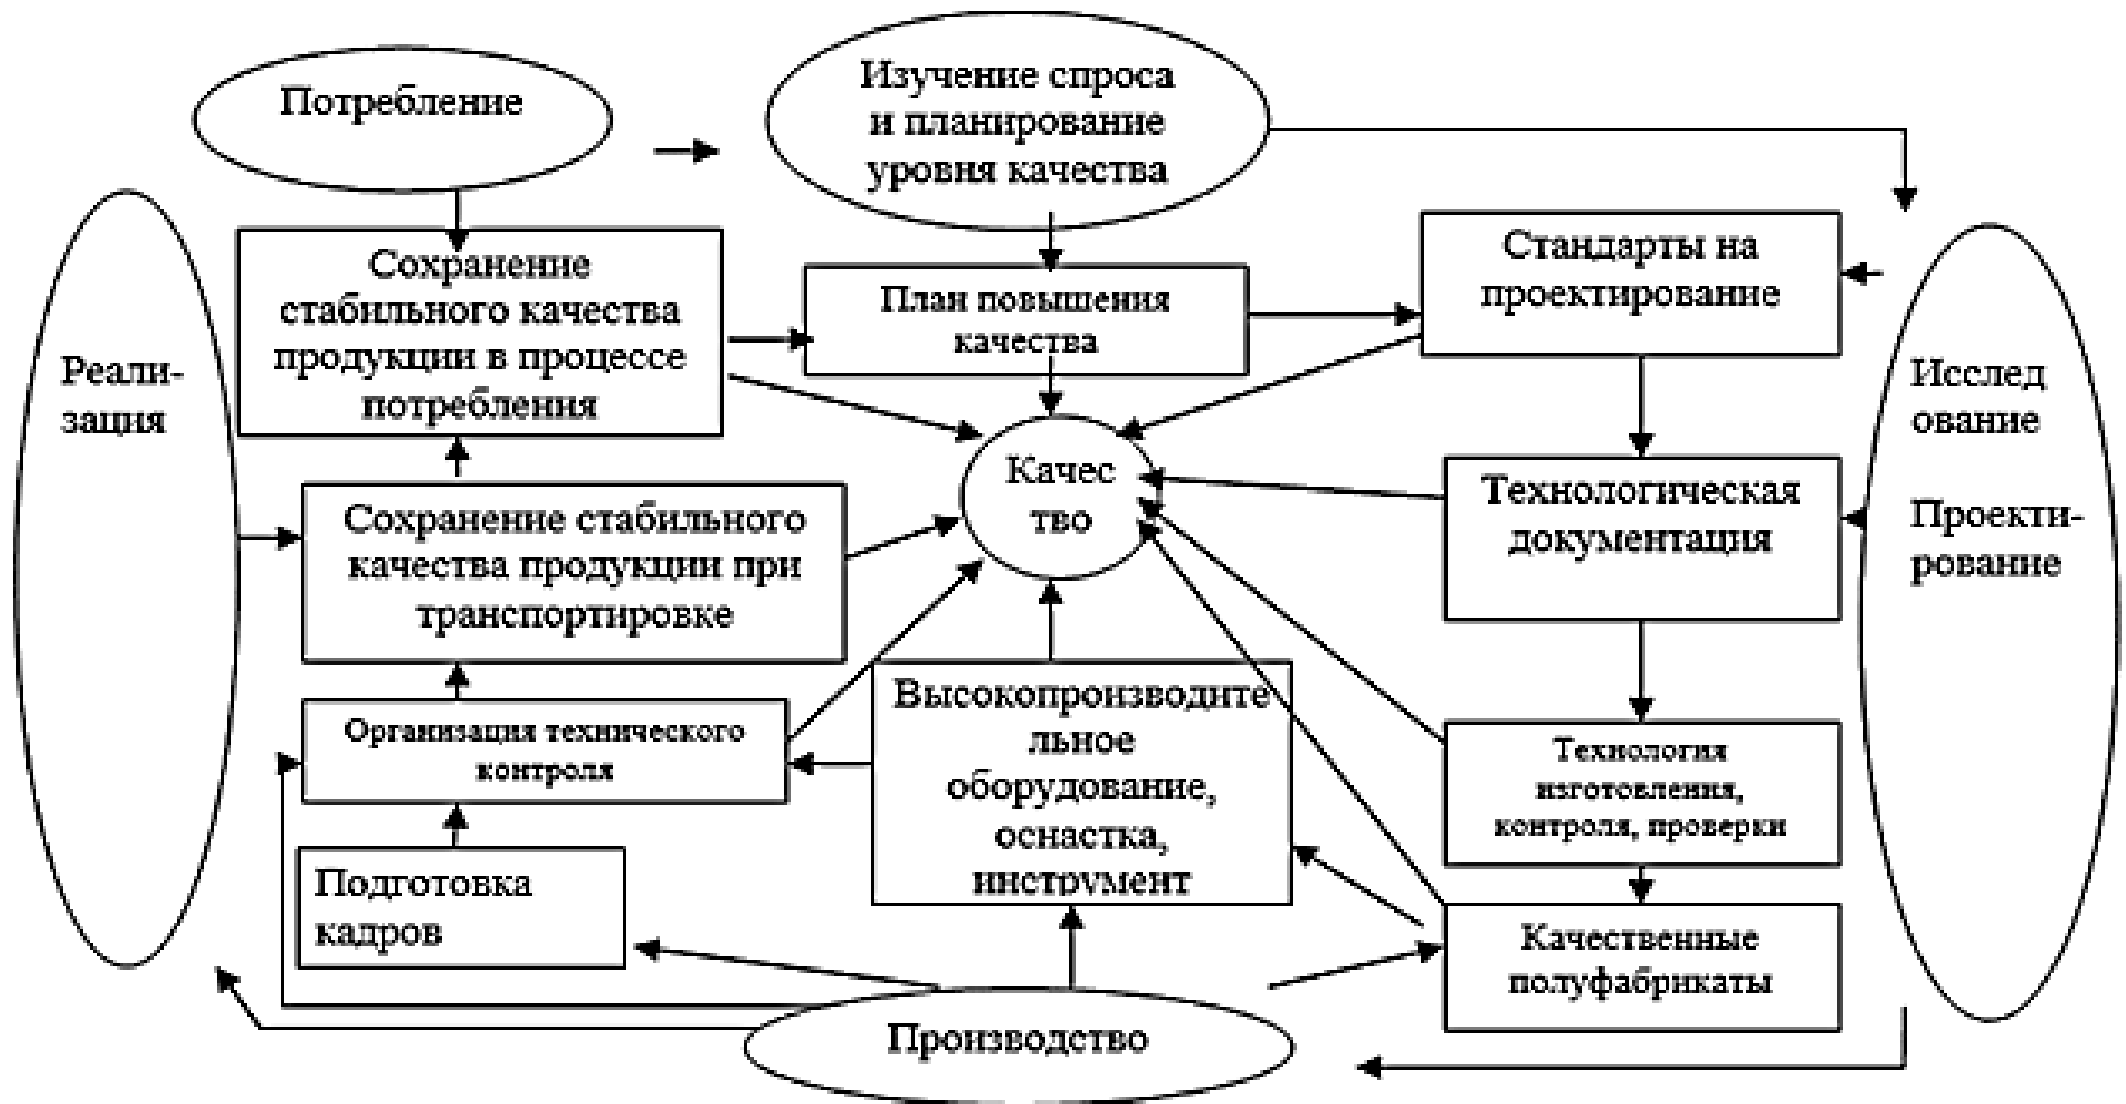 Потребление
Изучение спроса
и планирование
уровня качества
Сохранение
стабильного качества
продукции в процессе
потребления
План повышения
качества
Стандарты на
проектирование
Реали-
зация
Исслед
ование
Проекти-
рование
Качес
тво
Сохранение стабильного
качества продукции при
транспортировке
Технологическая
документация
Организация технического
контроля
Высокопроизводите
льное
оборудование,
оснастка,
инструмент
Технология
изготовления,
контроля, проверки
Подготовка
кадров
Качественные
полуфабрикаты
Производство